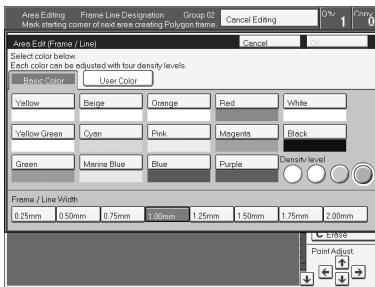 Area Editing Frame Line Designation Group 02
Mark starting corner of next area creating Polygon frame.
Cancel Editing
Q'ty 1
Copy 0
Area Edit (Frame / Line)
Cancel
OK
Select color below.
Each color can be adjusted with four density levels.
Basic Color
User Color
Yellow Beige Orange Red White
Yellow Green Cyan Pink Magenta Black
Green Marine Blue Blue Purple
Density level
Frame / Line Width
0.25mm 0.50mm 0.75mm 1.00mm 1.25mm 1.50mm 1.75mm 2.00mm
C Erase
Point Adjust.